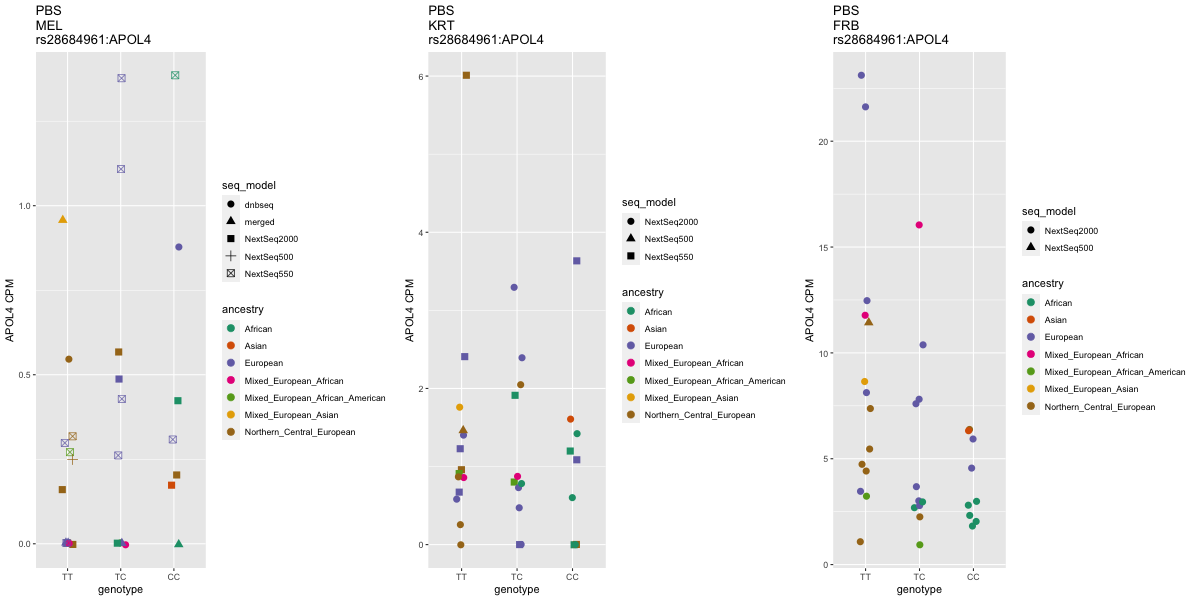 PBS
MEL
rs28684961:APOL4
APOL4 CPM
1.0
0.5
0.0
TT
TC
CC
genotype
seq_model
dnbseq
merged
NextSeq2000
NextSeq500
NextSeq550
ancestry
African
Asian
European
Mixed_European_African
Mixed_European_African_American
Mixed_European_Asian
Northern_Central_European
PBS
KRT
rs28684961:APOL4
APOL4 CPM
6
4
2
0
TT
TC
CC
genotype
seq_model
NextSeq2000
NextSeq500
NextSeq550
ancestry
African
Asian
European
Mixed_European_African
Mixed_European_African_American
Mixed_European_Asian
Northern_Central_European
PBS
FRB
rs28684961:APOL4
APOL4 CPM
20
15
10
5
0
TT
TC
CC
genotype
seq_model
NextSeq2000
NextSeq500
ancestry
African
Asian
European
Mixed_European_African
Mixed_European_African_American
Mixed_European_Asian
Northern_Central_European